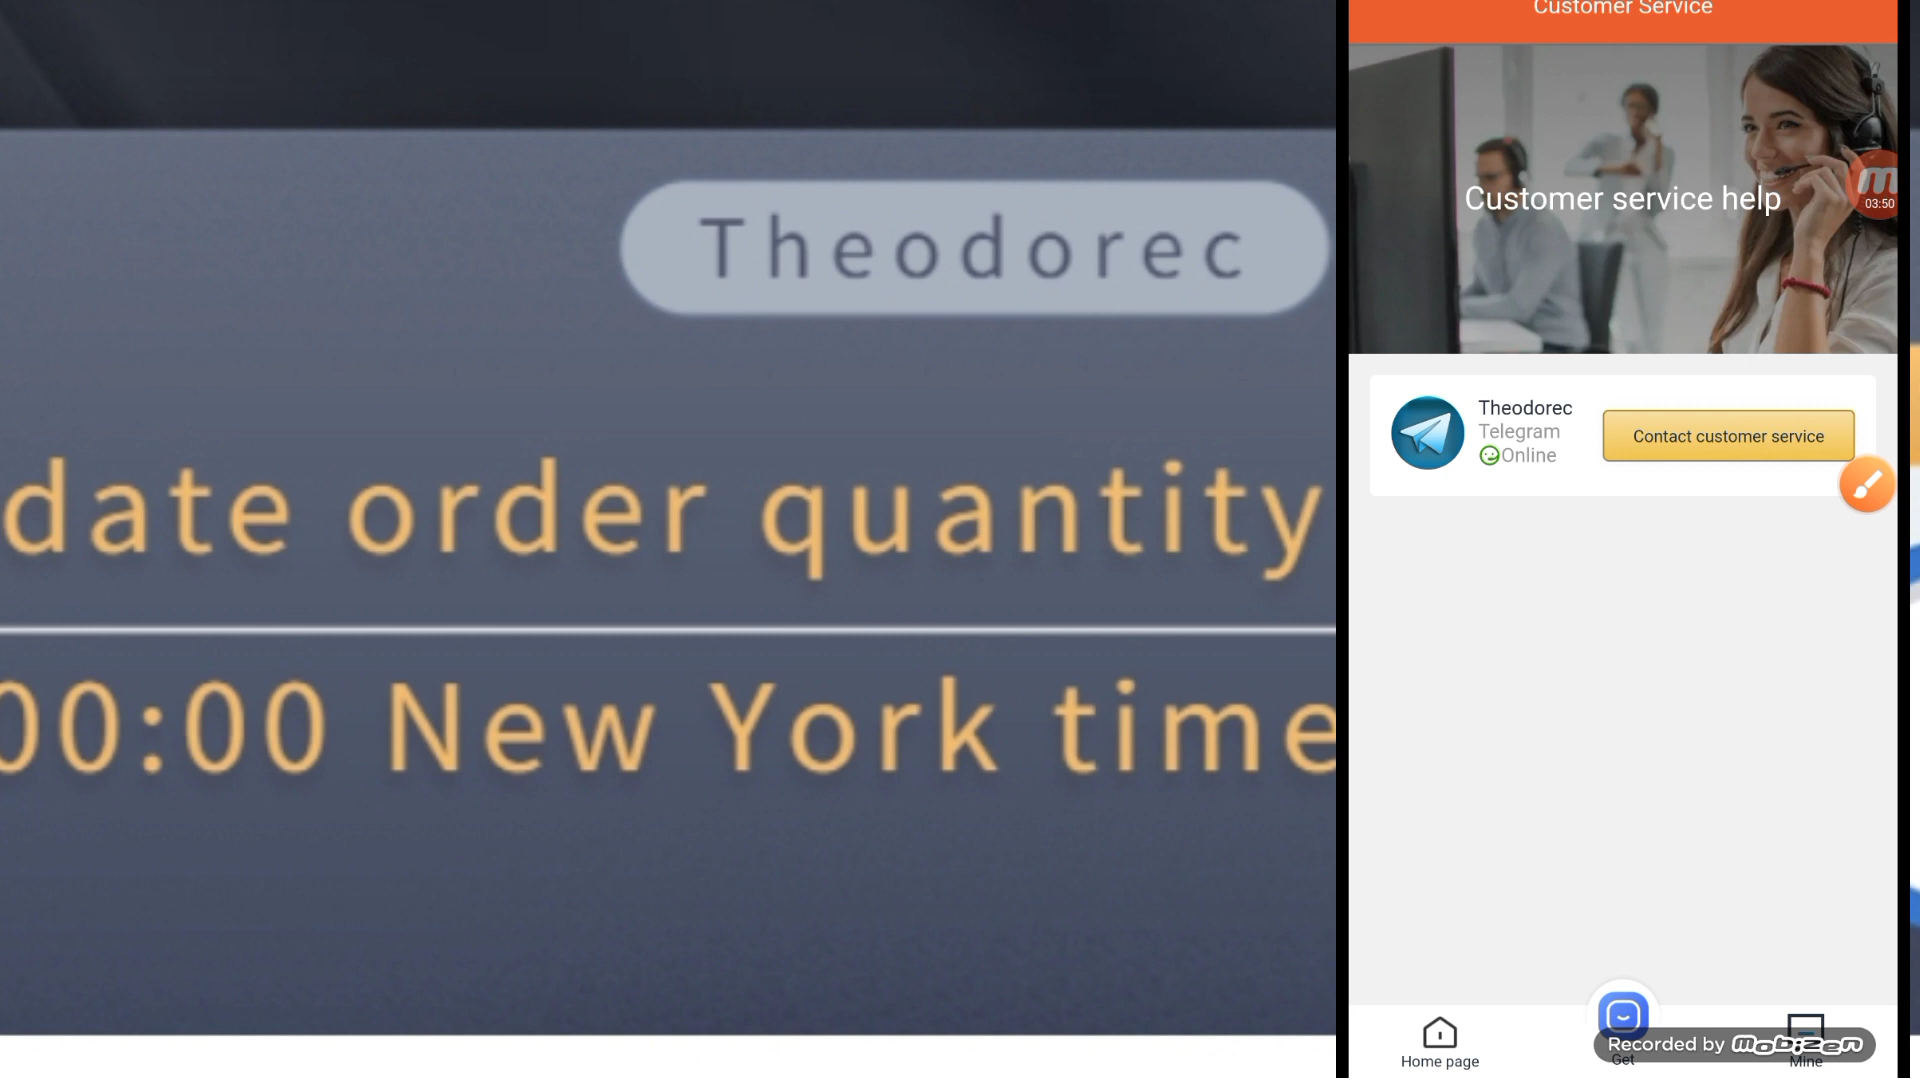 Theodorec
date order quantity
00:00 New York time
Customer Service
Customer service help
03:50
Theodorec
Telegram
Online
Contact customer service
Home page
Get
Mine
Recorded by mobizen